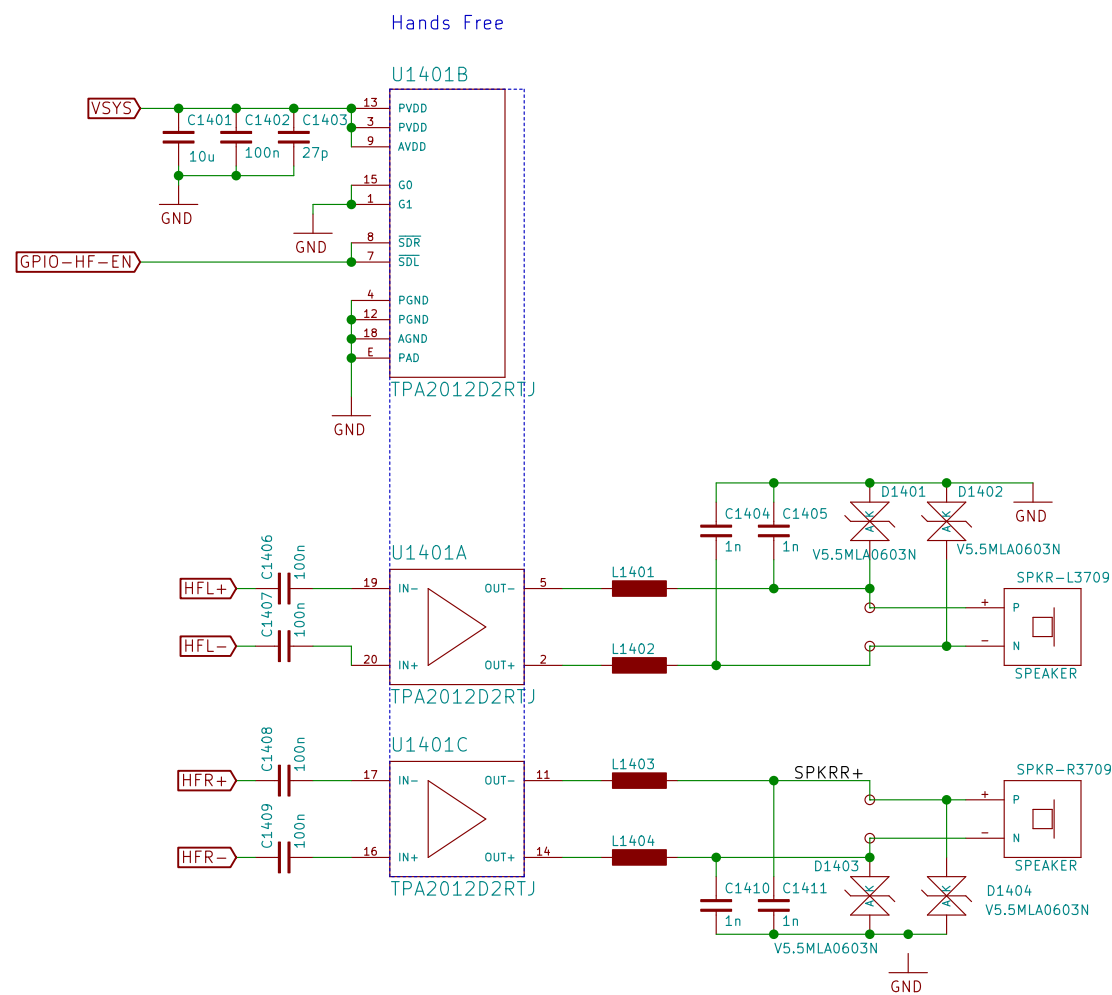 Hands Free
U1401B
VSYS
C1401
C1402
C1403
10u
100n
27p
GND
13 PVDD
3 PVDD
9 AVDD
15 G0
1 G1
GND
8 SDR
GPIO-HF-EN
7 SDL
4 PGND
12 PGND
18 AGND
E PAD
TPA2012D2RTJ
GND
D1401
D1402
C1404
C1405
A K
A K
GND
1n
1n
V5.5MLA0603N
V5.5MLA0603N
C1406
100n
U1401A
HFL+
19 IN-
OUT- 5
L1401
SPKR-L3709
C1407
100n
+ P
HFL-
- N
20 IN+
OUT+ 2
L1402
SPEAKER
TPA2012D2RTJ
C1408
100n
U1401C
HFR+
17 IN-
OUT- 11
L1403
SPKRR+
SPKR-R3709
C1409
100n
+ P
- N
HFR-
16 IN+
OUT+ 14
L1404
SPEAKER
D1403
TPA2012D2RTJ
C1410
C1411
A K
A K
D1404
1n
1n
V5.5MLA0603N
V5.5MLA0603N
GND